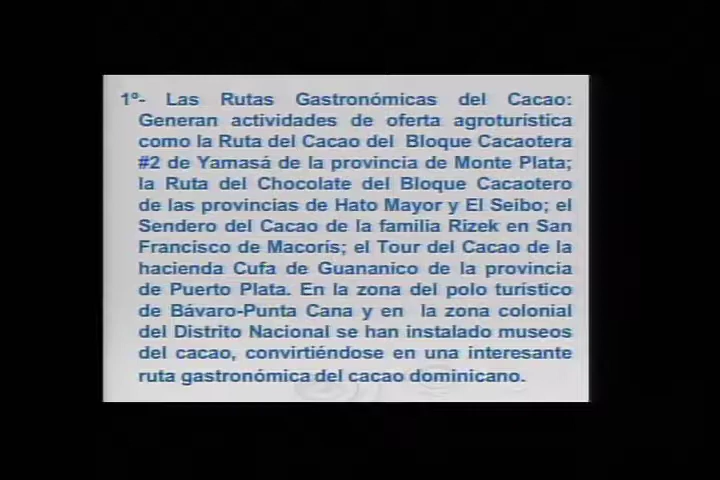 1º- Las Rutas Gastronómicas del Cacao:
Generan actividades de oferta agroturística
como la Ruta del Cacao del Bloque Cacaotera
#2 de Yamasá de la provincia de Monte Plata;
la Ruta del Chocolate del Bloque Cacaotero
de las provincias de Hato Mayor y El Seibo; el
Sendero del Cacao de la familia Rizek en San
Francisco de Macorís; el Tour del Cacao de la
hacienda Cufa de Guananico de la provincia
de Puerto Plata. En la zona del polo turístico
de Bávaro-Punta Cana y en la zona colonial
del Distrito Nacional se han instalado museos
del cacao, convirtiéndose en una interesante
ruta gastronómica del cacao dominicano.